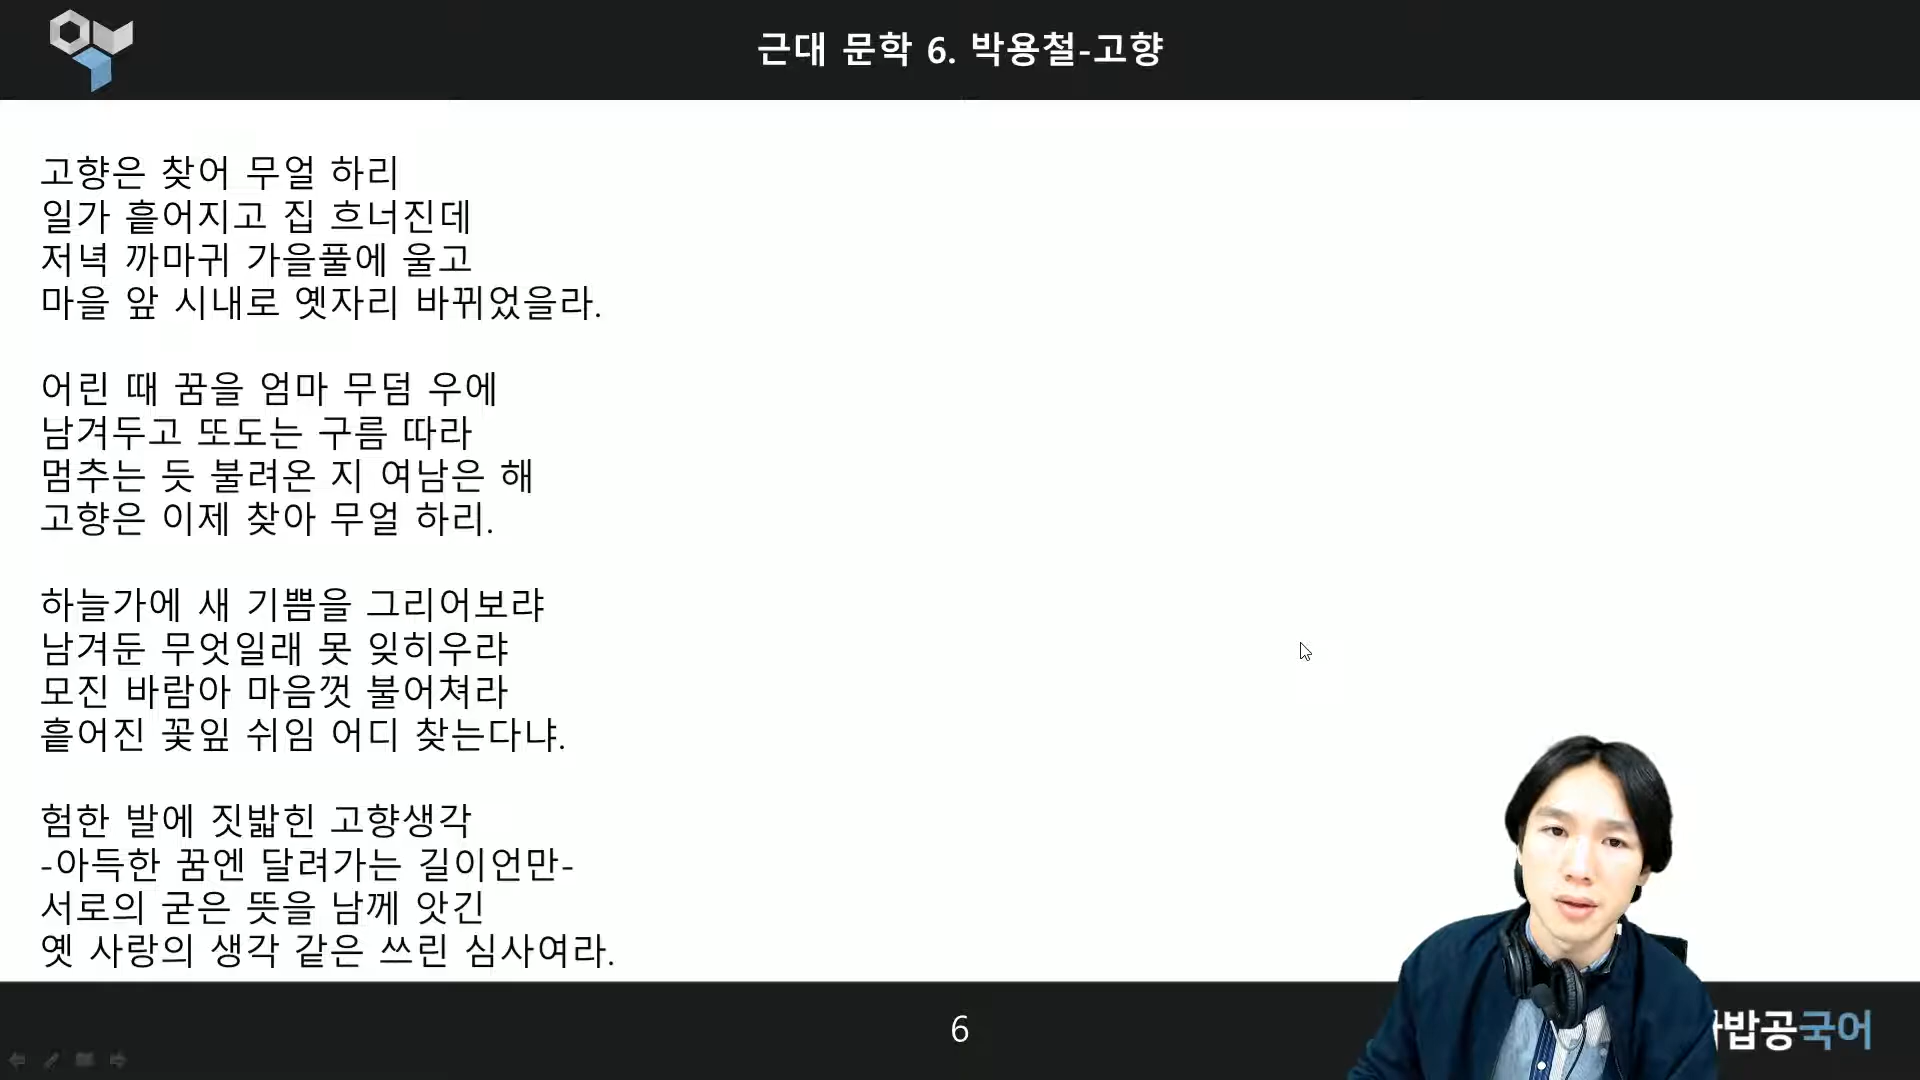 근대 문학 6. 박용철-고향
고향은 찾어 무얼 하리
일가 흩어지고 집 흐너진데
저녁 까마귀 가을풀에 울고
마을 앞 시내로 옛자리 바뀌었을라.
어린 때 꿈을 엄마 무덤 우에
남겨두고 또도는 구름 따라
멈추는 듯 불려온 지 여남은 해
고향은 이제 찾아 무얼 하리.
하늘가에 새 기쁨을 그리어보랴
남겨둔 무엇일래 못 잊히우랴
모진 바람아 마음껏 불어쳐라
흩어진 꽃잎 쉬임 어디 찾는다냐.
험한 발에 짓밟힌 고향생각
-아득한 꿈엔 달려가는 길이언만-
서로의 굳은 뜻을 남께 앗긴
옛 사랑의 생각 같은 쓰린 심사여라.
6
밥공국어